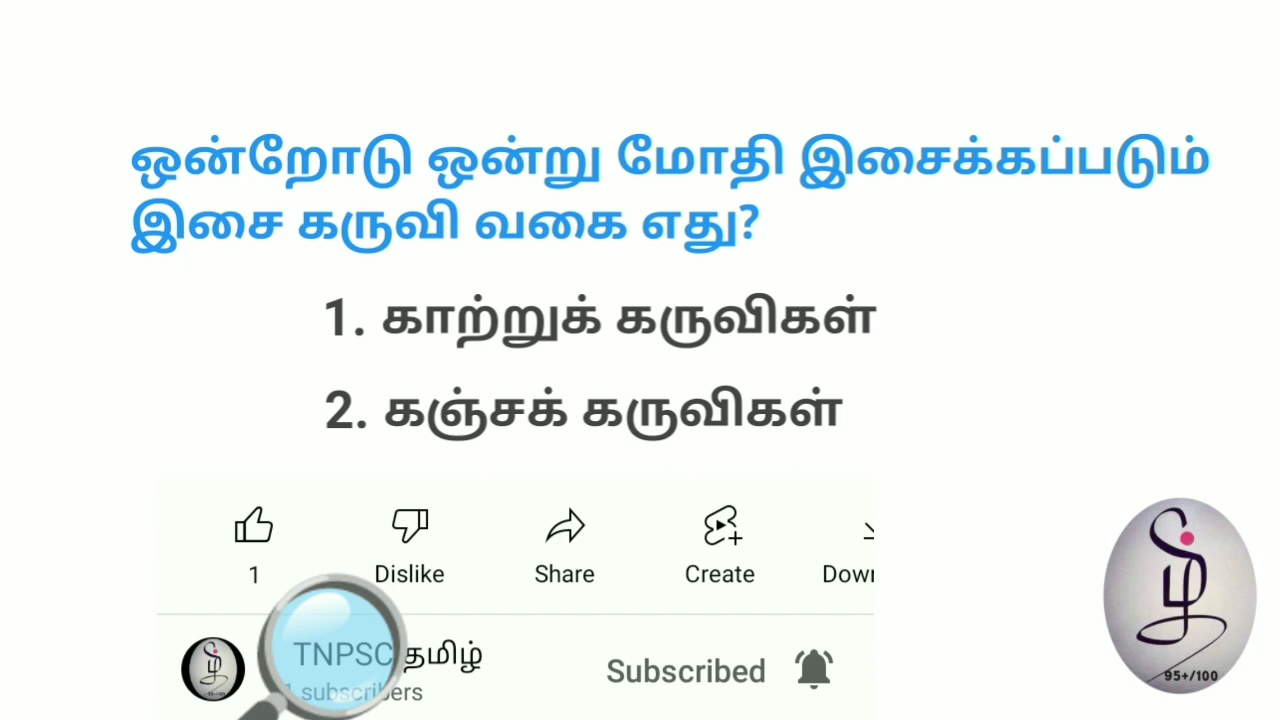 ஒன்றோடு ஒன்று மோதி இசைக்கப்படும்
இசை கருவி வகை எது?
1. காற்றுக் கருவிகள்
2. கஞ்சக் கருவிகள்
1 Dislike Share Create
TNPSC தமிழ்
subscribers
Subscribed
95+/100